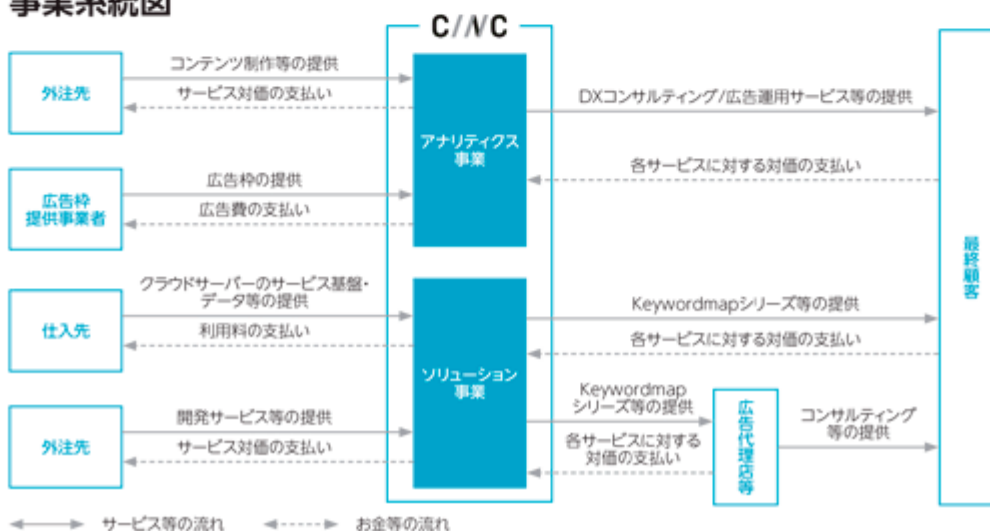 事業系統図
CINC
外注先
コンテンツ制作等の提供
サービス対価の支払い
アナリティクス
事業
DXコンサルティング/広告運用サービス等の提供
各サービスに対する対価の支払い
広告枠
提供事業者
広告枠の提供
広告費の支払い
最終顧客
仕入先
クラウドサーバーのサービス基盤・
データ等の提供
利用料の支払い
ソリューション
事業
Keywordmapシリーズ等の提供
各サービスに対する対価の支払い
外注先
開発サービス等の提供
サービス対価の支払い
Keywordmap
シリーズ等の提供
各サービスに対する
対価の支払い
広告代理店等
コンサルティング
等の提供
サービス等の流れ
お金等の流れ